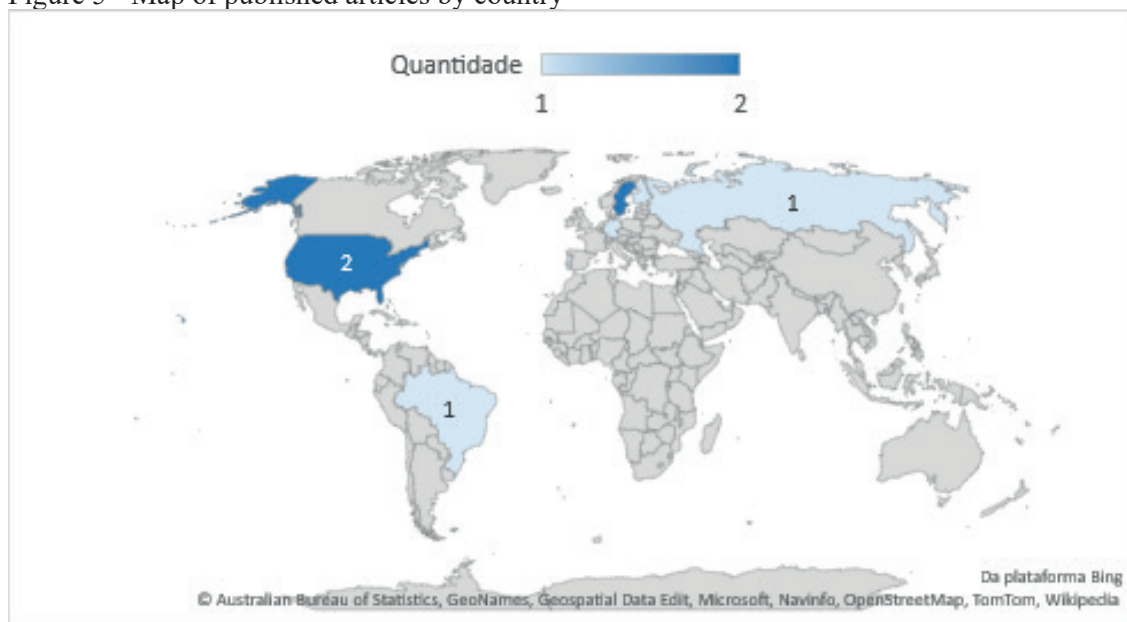 Figure 5 - Map of published articles by country
Quantidade
1 2
1
2
1
Da plataforma Bing
© Australian Bureau of Statistics, GeoNames, Geospatial Data Edit, Microsoft, Navinfo, OpenStreetMap, TomTom, Wikipedia